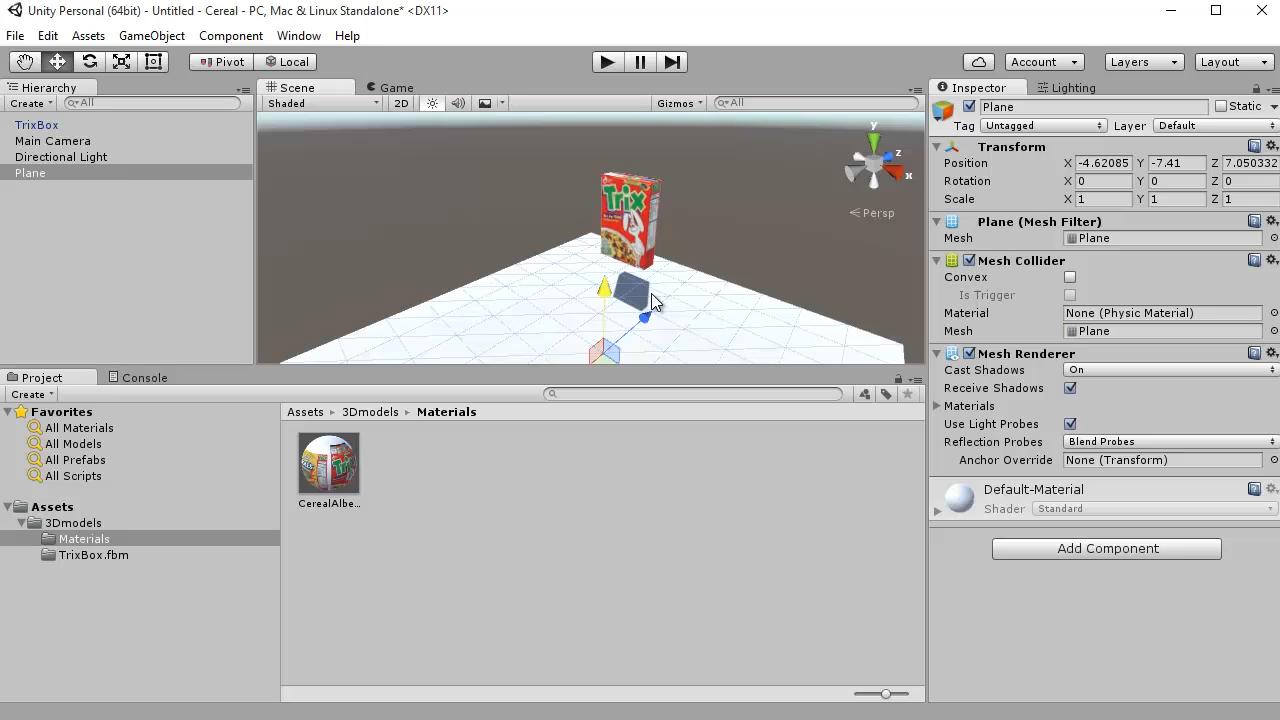 Unity Personal (64bit) - Untitled - Cereal - PC, Mac & Linux Standalone* <DX11>
File Edit Assets GameObject Component Window Help
Pivot Local Account Layers Layout
Hierarchy Scene Game Inspector Lighting
Create All Shaded 2D Gizmos All
Plane Static
Tag Untagged Layer Default
TrixBox
Main Camera
Directional Light
Plane
y
z
x
Persp
Trix
Transform
Position X -4.62085 Y -7.41 Z 7.050332
Rotation X 0 Y 0 Z 0
Scale X 1 Y 1 Z 1
Plane (Mesh Filter)
Mesh Plane
Mesh Collider
Convex
Is Trigger
Material None (Physic Material)
Mesh Plane
Mesh Renderer
Cast Shadows On
Receive Shadows
Materials
Use Light Probes
Reflection Probes Blend Probes
Anchor Override None (Transform)
Default-Material
Shader Standard
Add Component
Project Console
Create
Favorites
All Materials
All Models
All Prefabs
All Scripts
Assets
3Dmodels
Materials
TrixBox.fbm
Assets 3Dmodels Materials
Trix
CerealAlbe...